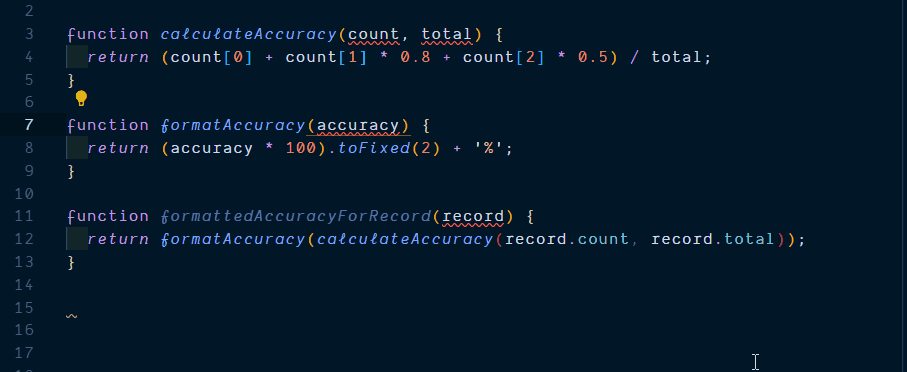 2
3 function calculateAccuracy(count, total) {
4 return (count[0] + count[1] * 0.8 + count[2] * 0.5) / total;
5 }
6
7 function formatAccuracy(accuracy) {
8 return (accuracy * 100).toFixed(2) + '%';
9 }
10
11 function formattedAccuracyForRecord(record) {
12 return formatAccuracy(calculateAccuracy(record.count, record.total));
13 }
14
15
16
17